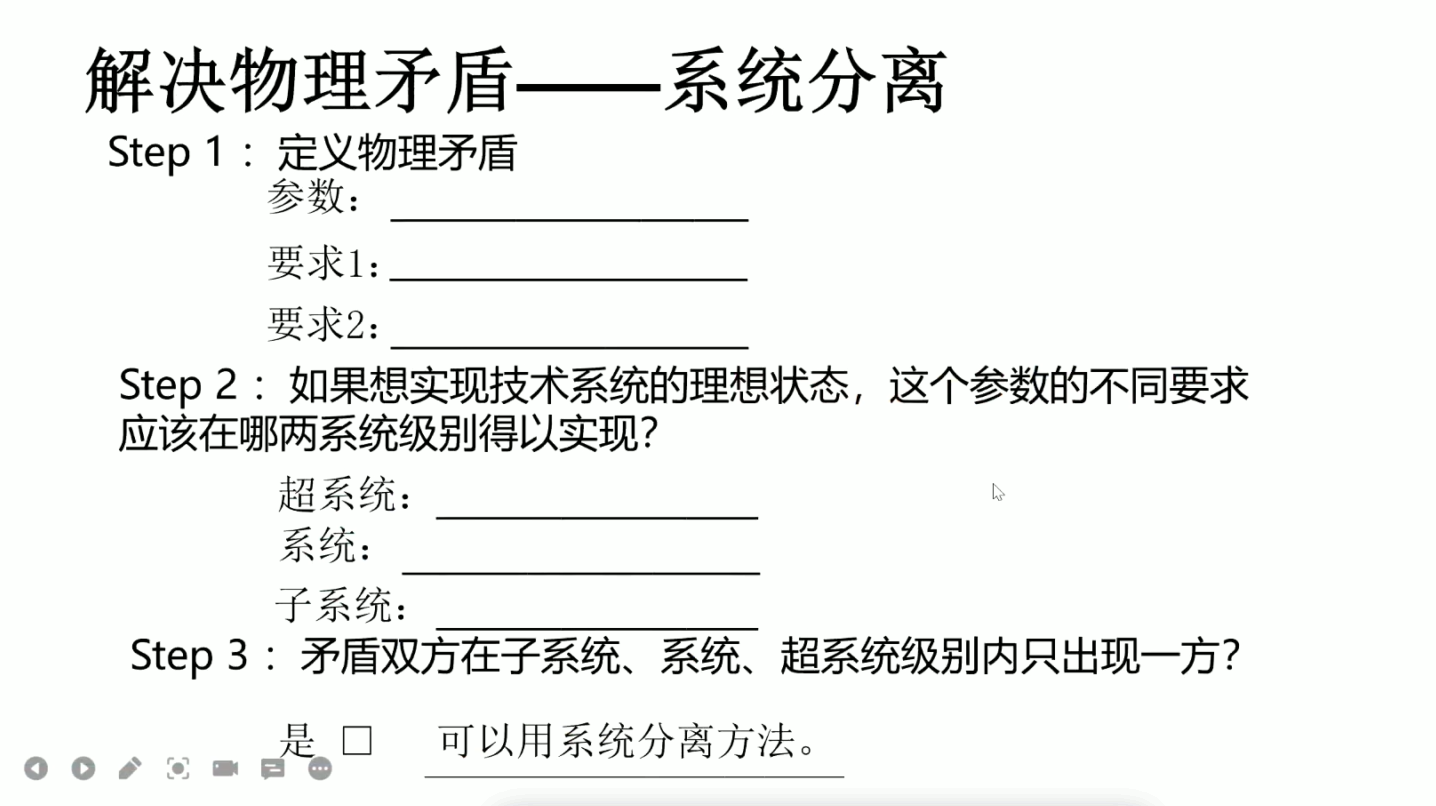 解决物理矛盾——系统分离
Step 1：定义物理矛盾
参数：
要求1：
要求2：
Step 2：如果想实现技术系统的理想状态，这个参数的不同要求
应该在哪两系统级别得以实现？
超系统：
系统：
子系统：
Step 3：矛盾双方在子系统、系统、超系统级别内只出现一方？
是 □ 可以用系统分离方法。